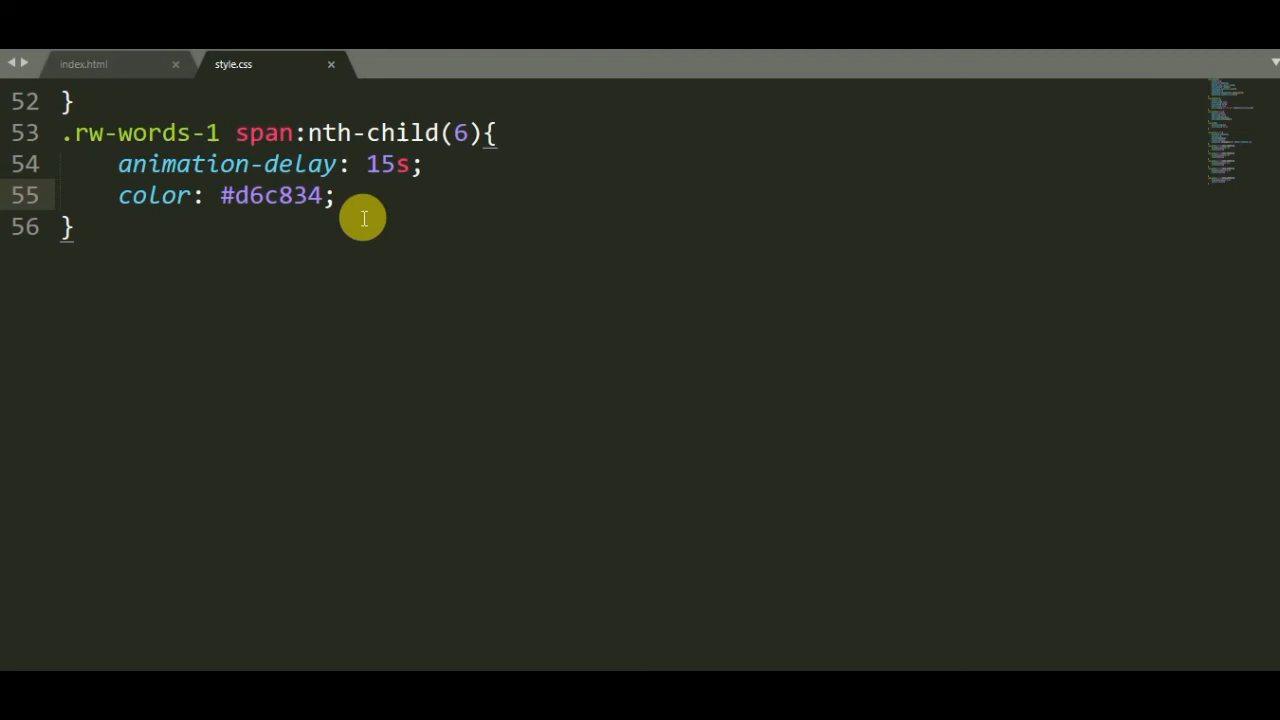 index.html × style.css ×
52 }
53 .rw-words-1 span:nth-child(6){
54 animation-delay: 15s;
55 color: #d6c834;
56 }